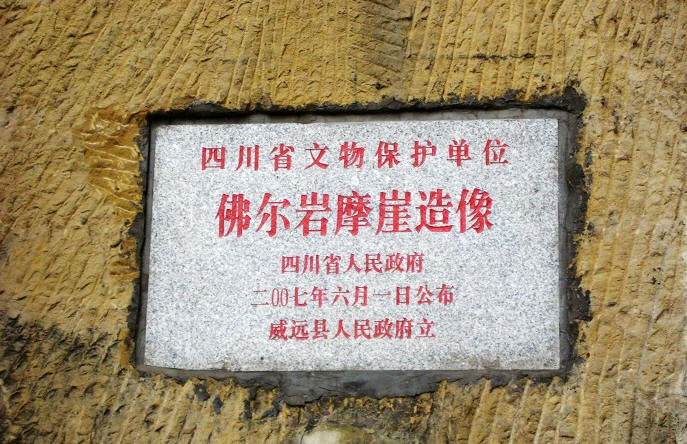 四川省文物保护单位
佛尔岩摩崖造像
四川省人民政府
二00七年六月一日公布
威远县人民政府立